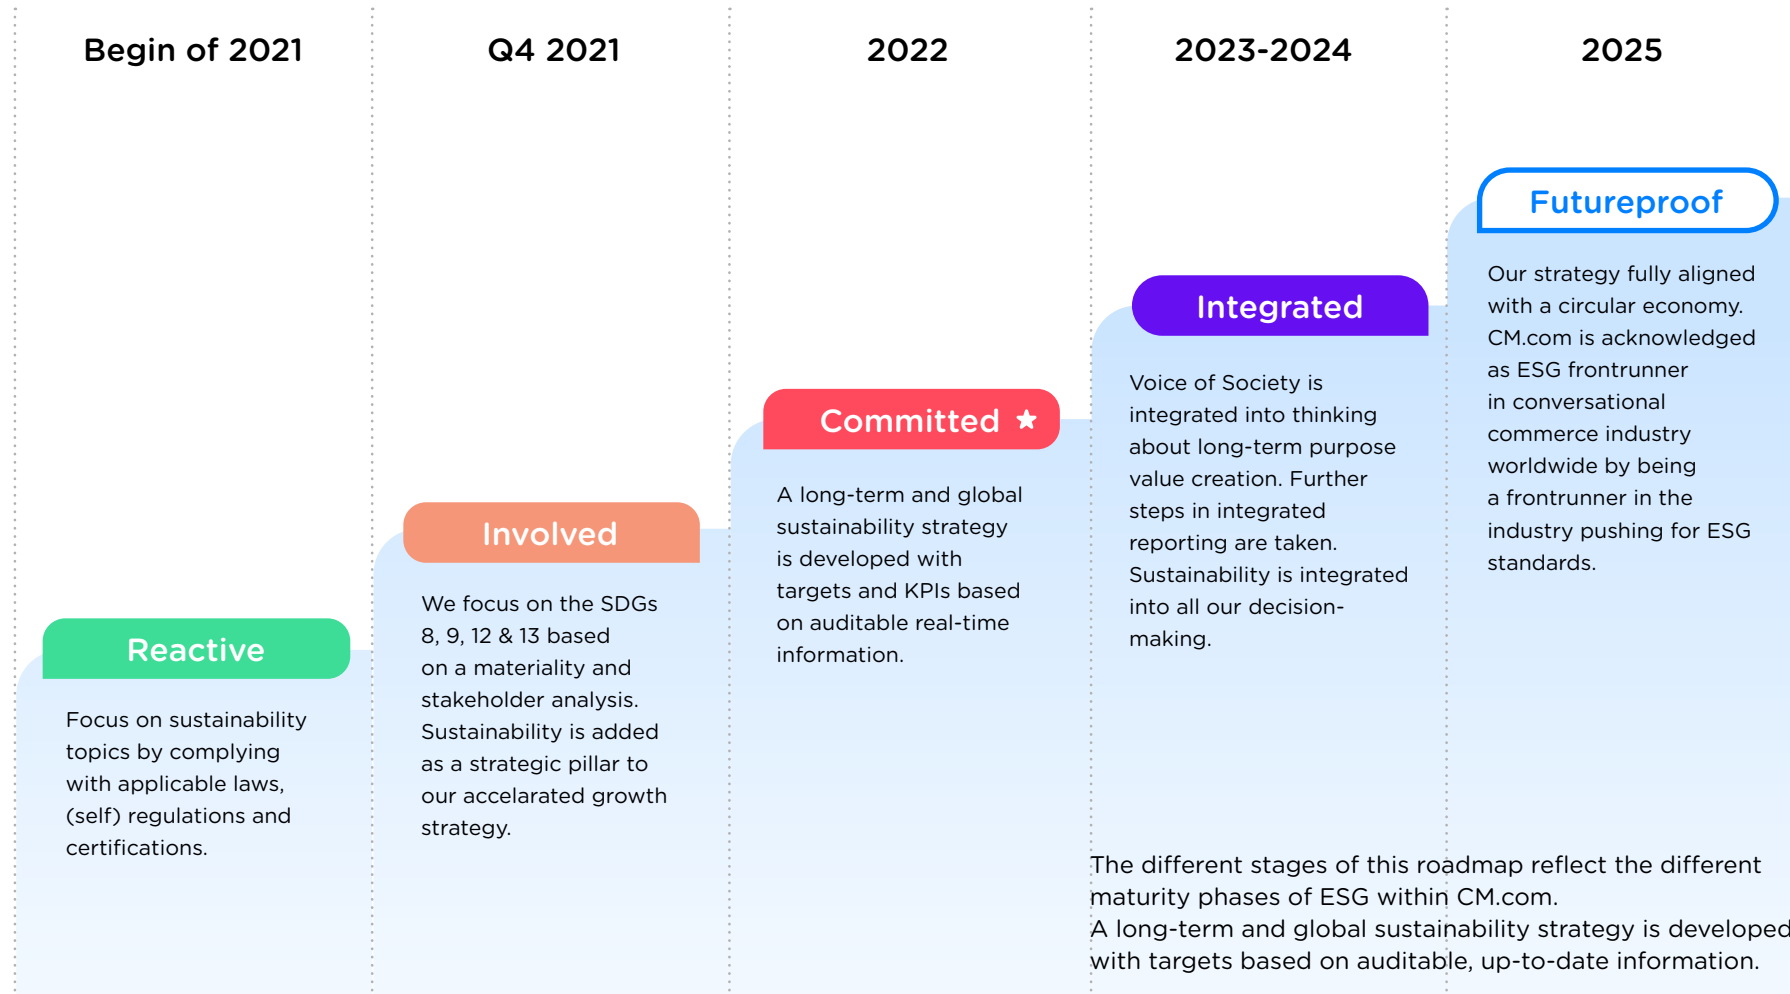 Begin of 2021
Q4 2021
2022
2023-2024
2025
Reactive
Focus on sustainability
topics by complying
with applicable laws,
(self) regulations and
certifications.
Involved
We focus on the SDGs
8, 9, 12 & 13 based
on a materiality and
stakeholder analysis.
Sustainability is added
as a strategic pillar to
our accelarated growth
strategy.
Committed
A long-term and global
sustainability strategy
is developed with
targets and KPIs based
on auditable real-time
information.
Integrated
Voice of Society is
integrated into thinking
about long-term purpose
value creation. Further
steps in integrated
reporting are taken.
Sustainability is integrated
into all our decision-
making.
Futureproof
Our strategy fully aligned
with a circular economy.
CM.com is acknowledged
as ESG frontrunner
in conversational
commerce industry
worldwide by being
a frontrunner in the
industry pushing for ESG
standards.
The different stages of this roadmap reflect the different
maturity phases of ESG within CM.com.
A long-term and global sustainability strategy is developed
with targets based on auditable, up-to-date information.